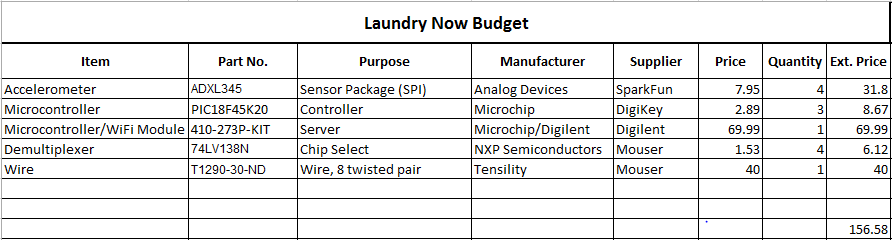 Laundry Now Budget
Item Part No. Purpose Manufacturer Supplier Price Quantity Ext. Price
Accelerometer ADXL345 Sensor Package (SPI) Analog Devices SparkFun 7.95 4 31.8
Microcontroller PIC18F45K20 Controller Microchip DigiKey 2.89 3 8.67
Microcontroller/WiFi Module 410-273P-KIT Server Microchip/Digilent Digilent 69.99 1 69.99
Demultiplexer 74LV138N Chip Select NXP Semiconductors Mouser 1.53 4 6.12
Wire T1290-30-ND Wire, 8 twisted pair Tensility Mouser 40 1 40
156.58